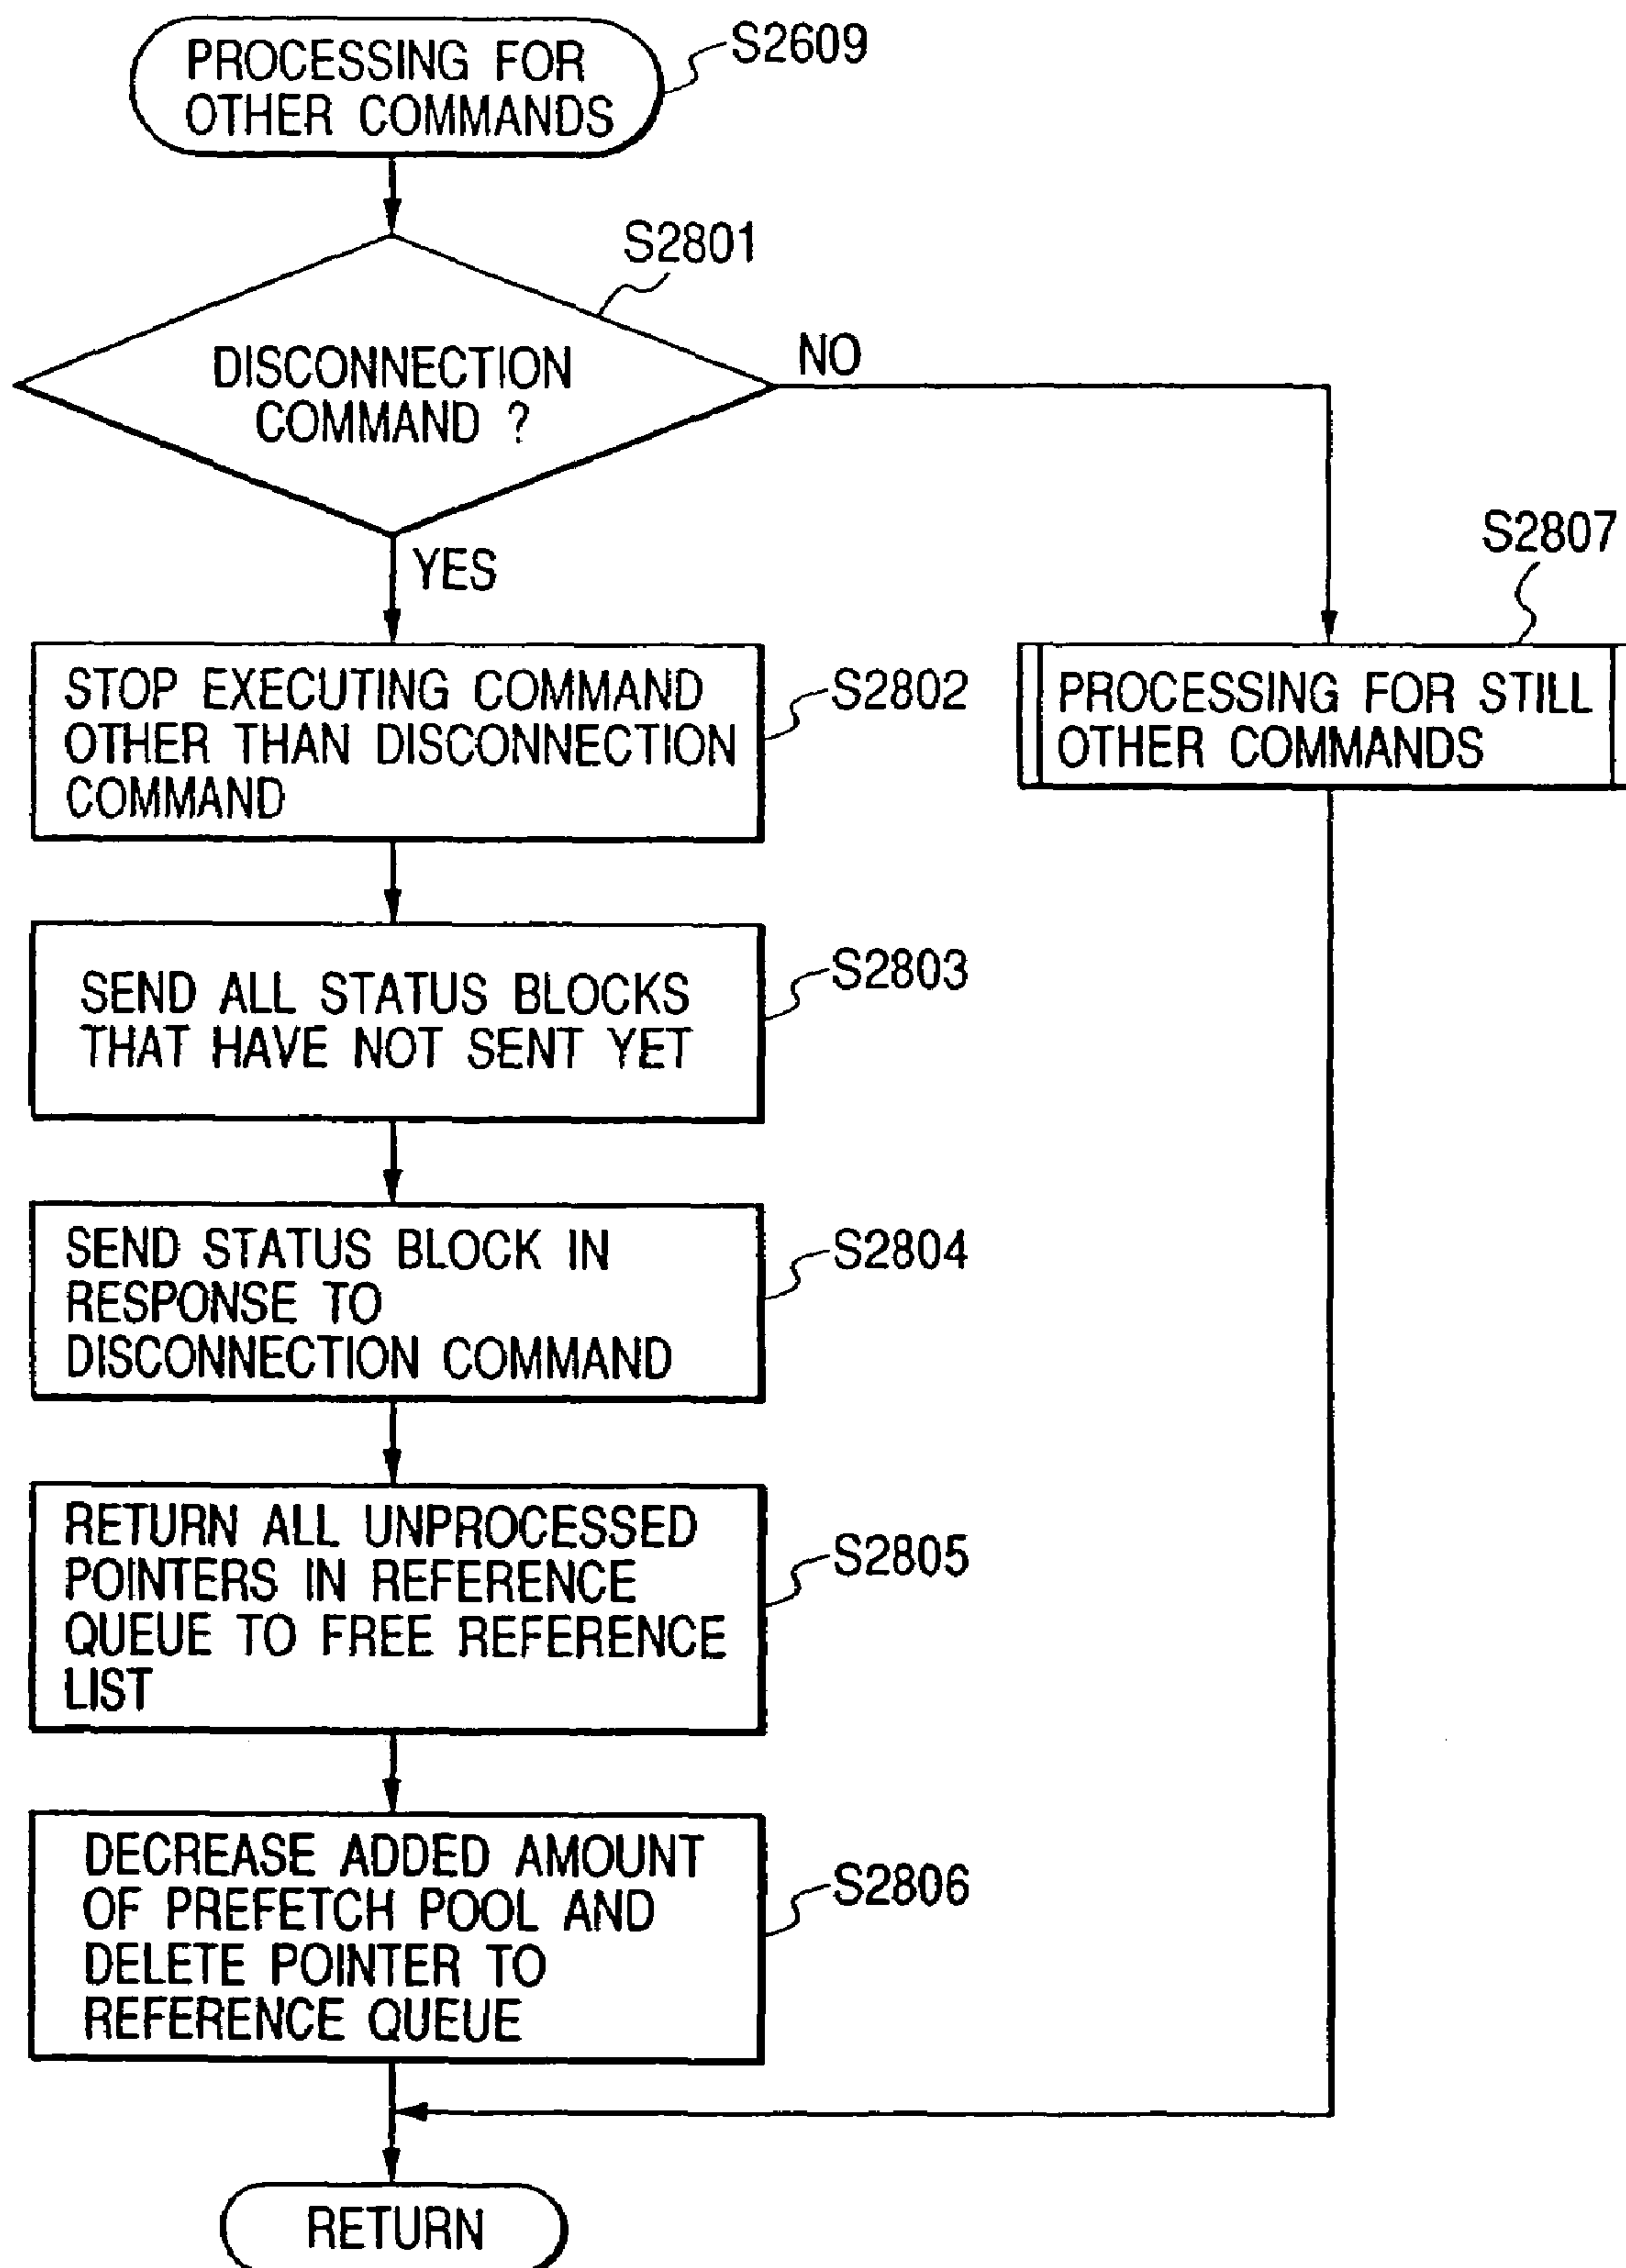 PROCESSING FOR
OTHER COMMANDS
S2609
S2801
DISCONNECTION
COMMAND ?
NO
YES
S2807
STOP EXECUTING COMMAND
OTHER THAN DISCONNECTION
COMMAND
S2802
PROCESSING FOR STILL
OTHER COMMANDS
SEND ALL STATUS BLOCKS
THAT HAVE NOT SENT YET
S2803
SEND STATUS BLOCK IN
RESPONSE TO
DISCONNECTION COMMAND
S2804
RETURN ALL UNPROCESSED
POINTERS IN REFERENCE
QUEUE TO FREE REFERENCE
LIST
S2805
DECREASE ADDED AMOUNT
OF PREFETCH POOL AND
DELETE POINTER TO
REFERENCE QUEUE
S2806
RETURN